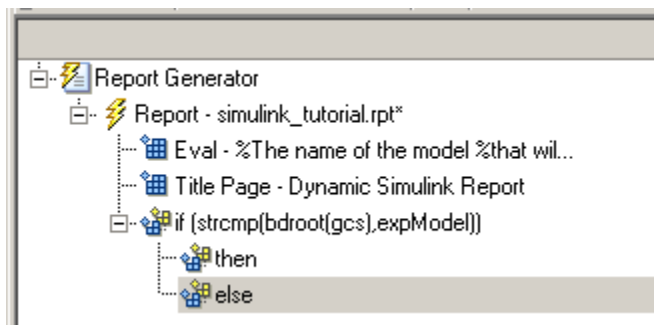 Report Generator
Report - simulink_tutorial.rpt*
Eval - %The name of the model %that wil...
Title Page - Dynamic Simulink Report
if (strcmp(bdroot(gcs),expModel))
then
else